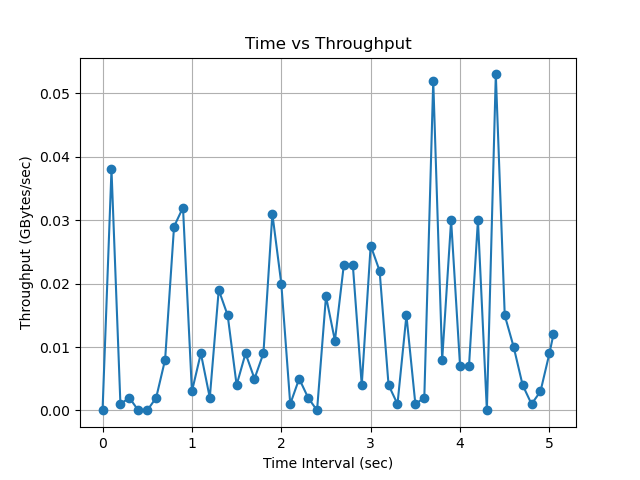 Time vs Throughput
Throughput (GBytes/sec)
0.05
0.04
0.03
0.02
0.01
0.00
0 1 2 3 4 5
Time Interval (sec)